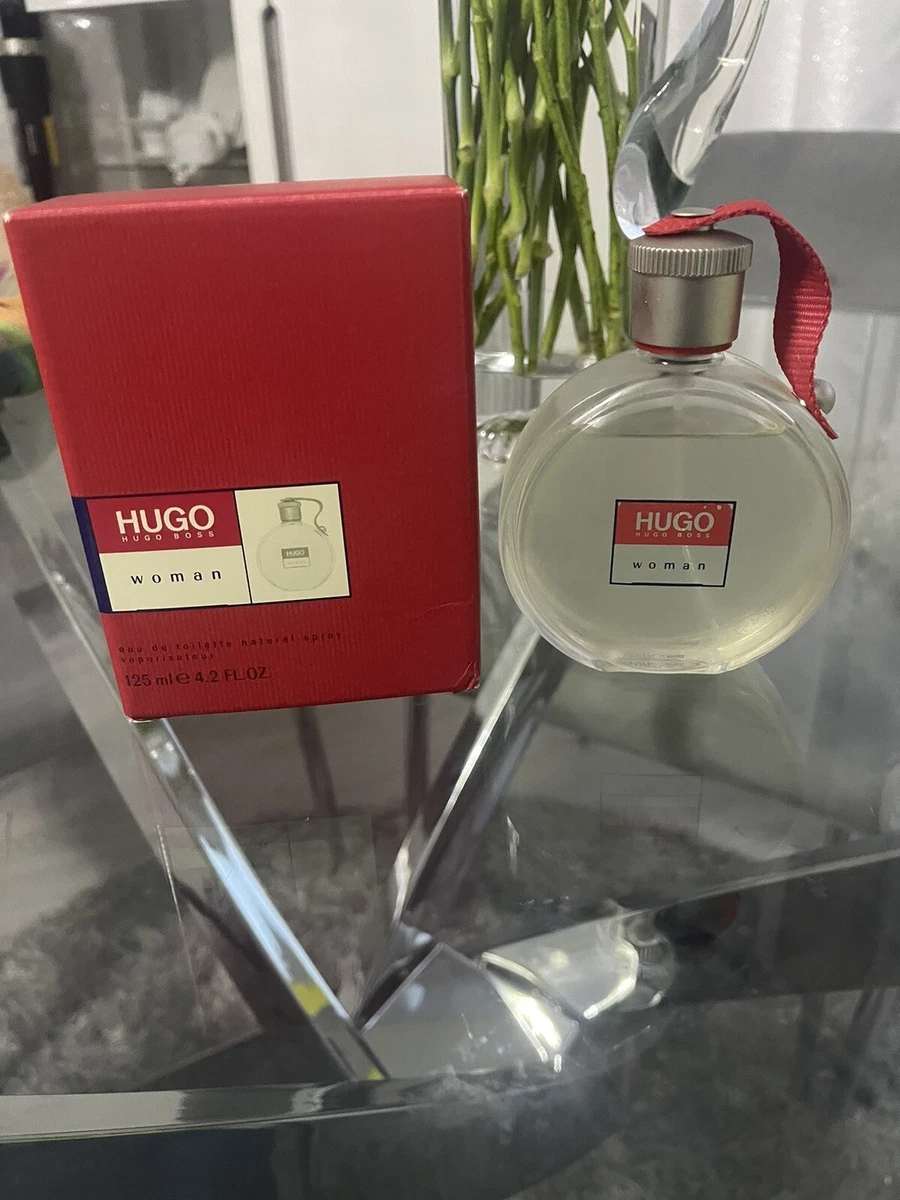 HUGO
HUGO BOSS
woman
HUGO
eau de toilette natural spray
vaporisateur
125 ml e 4.2 FL.OZ.
HUGO
HUGO BOSS
woman